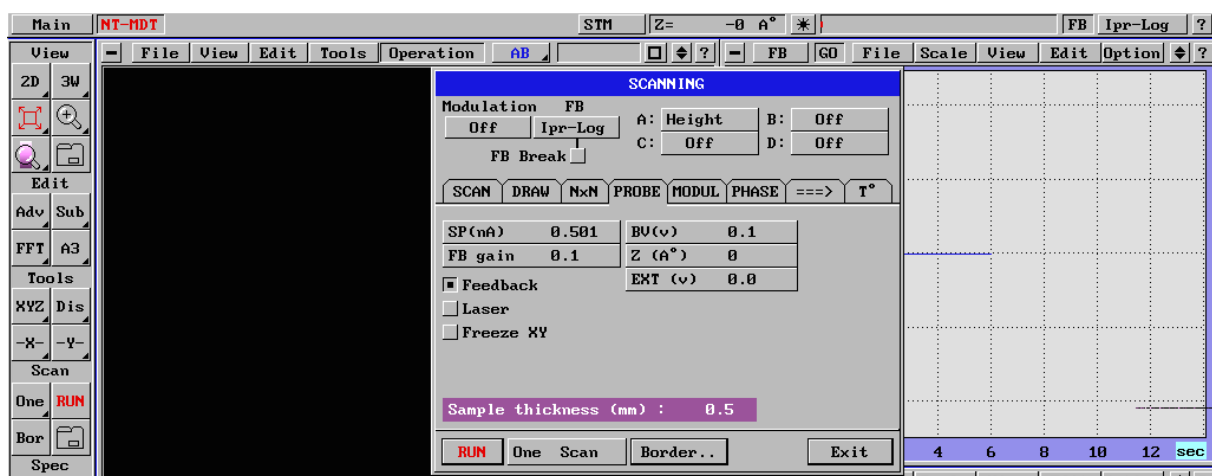 Main NT-MDT STM Z= -0 A° FB Ipr-Log ?
View File View Edit Tools Operation AB ? FB GO File Scale View Edit Option ?
2D 3W
Edit
Adv Sub
FFT A3
Tools
XYZ Dis
-X- -Y-
Scan
One RUN
Bor
Spec
SCANNING
Modulation FB
Off Ipr-Log A: Height B: Off
C: Off D: Off
FB Break
SCAN DRAW NxN PROBE MODUL PHASE ===> T°
SP(nA) 0.501 BV(v) 0.1
FB gain 0.1 Z (A°) 0
EXT (v) 0.0
Feedback
Laser
Freeze XY
Sample thickness (mm) : 0.5
RUN One Scan Border.. Exit
4 6 8 10 12 sec